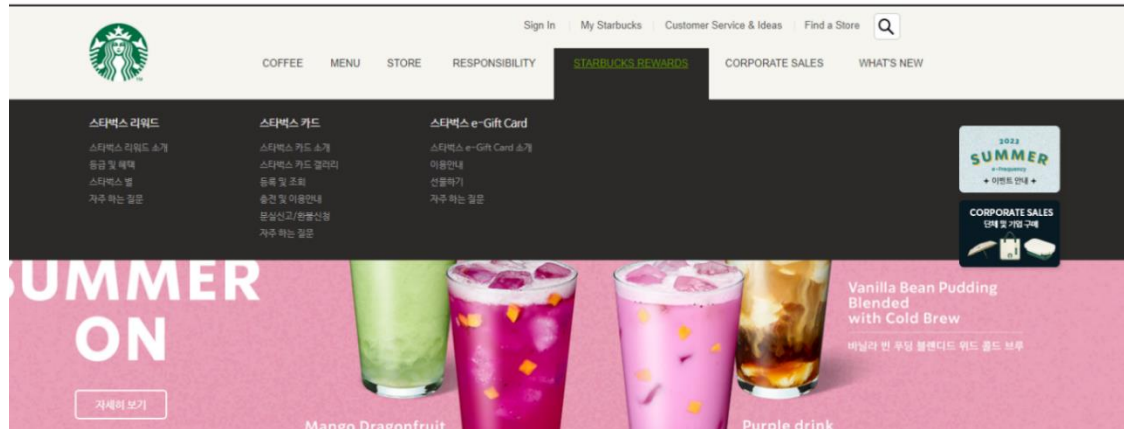 Sign In My Starbucks Customer Service & Ideas Find a Store
COFFEE MENU STORE RESPONSIBILITY STARBUCKS REWARDS CORPORATE SALES WHAT'S NEW
스타벅스 리워드
스타벅스 리워드 소개
등급 및 혜택
스타벅스 별
자주 하는 질문
스타벅스 카드
스타벅스 카드 소개
스타벅스 카드 갤러리
등록 및 조회
충전 및 이용안내
분실신고/환불신청
자주 하는 질문
스타벅스 e-Gift Card
스타벅스 e-Gift Card 소개
이용안내
선물하기
자주 하는 질문
2022
SUMMER
e-frequency
이벤트 안내
CORPORATE SALES
단체 및 기업 구매
SUMMER
ON
자세히 보기
Vanilla Bean Pudding
Blended
with Cold Brew
바닐라 빈 푸딩 블렌디드 위드 콜드 브루
Mango Dragonfruit
Purple drink